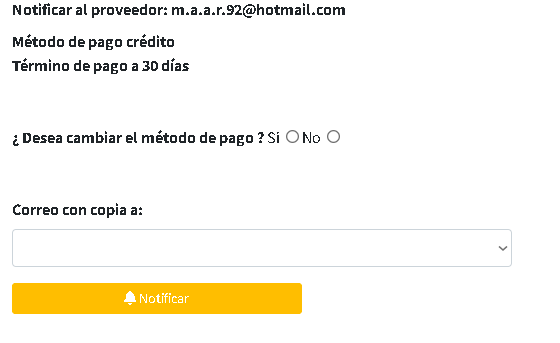 Notificar al proveedor: m.a.a.r.92@hotmail.com
Método de pago crédito
Término de pago a 30 días
¿ Desea cambiar el método de pago ? Si No
Correo con copia a:
Notificar